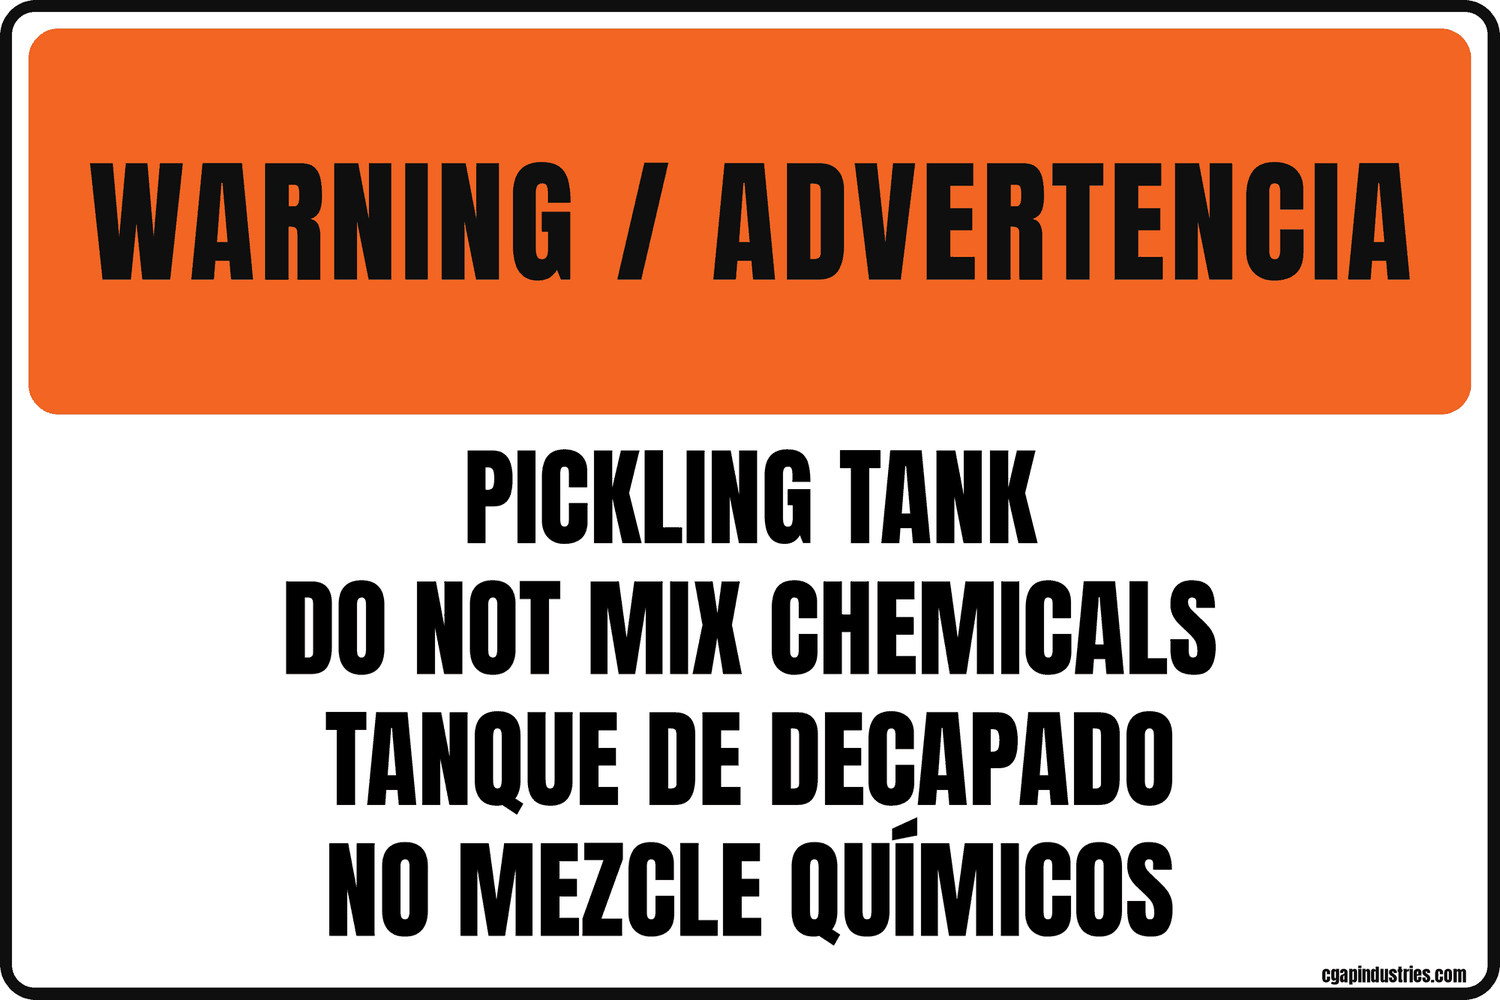 WARNING / ADVERTENCIA
PICKLING TANK
DO NOT MIX CHEMICALS
TANQUE DE DECAPADO
NO MEZCLE QUÍMICOS
cgapindustries.com